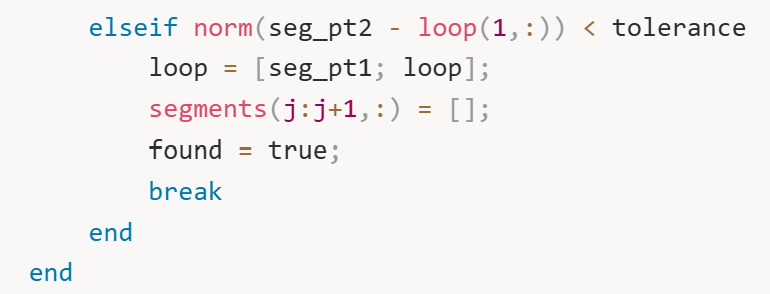 elseif norm(seg_pt2 - loop(1,:)) < tolerance
loop = [seg_pt1; loop];
segments(j:j+1,:) = [];
found = true;
break
end
end